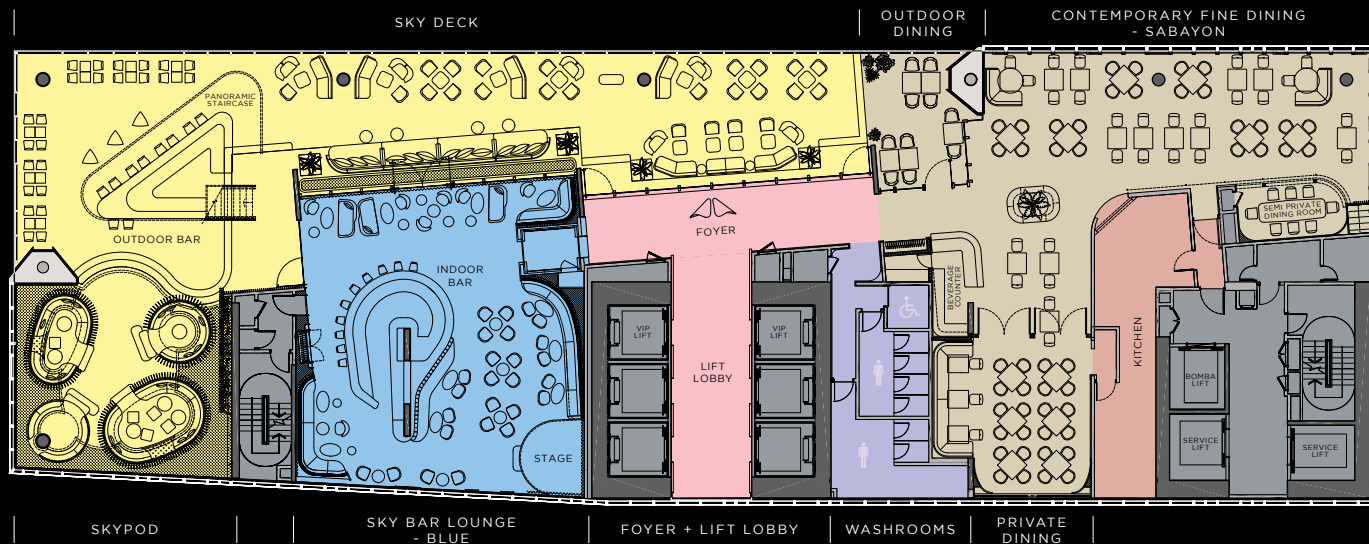 SKY DECK
OUTDOOR
DINING
CONTEMPORARY FINE DINING
- SABAYON
PANORAMIC
STAIRCASE
OUTDOOR BAR
INDOOR
BAR
STAGE
FOYER
VIP
LIFT
VIP
LIFT
LIFT
LOBBY
BEVERAGE
COUNTER
KITCHEN
SEMI PRIVATE
DINING ROOM
BOMBA
LIFT
SERVICE
LIFT
SERVICE
LIFT
SKYPOD
SKY BAR LOUNGE
- BLUE
FOYER + LIFT LOBBY
WASHROOMS
PRIVATE
DINING